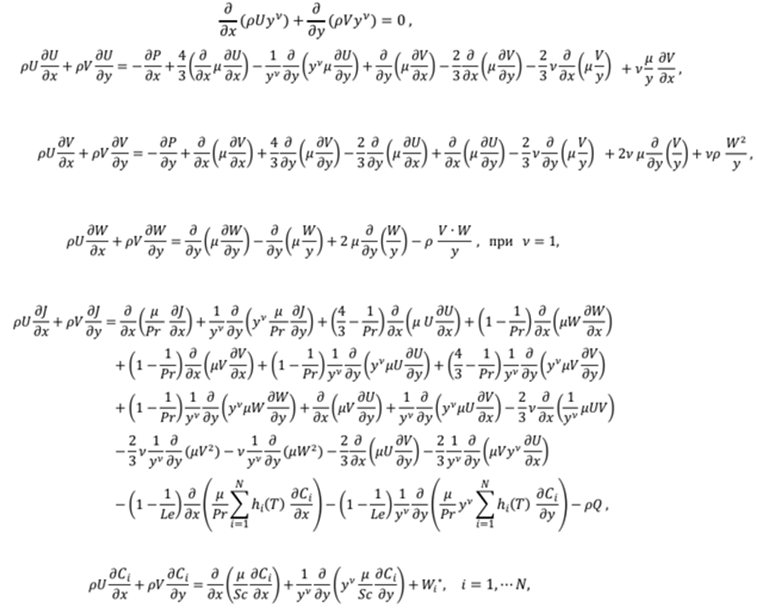 ∂/∂x (ρUy^ν) + ∂/∂y (ρVy^ν) = 0 ,
ρU ∂U/∂x + ρV ∂U/∂y = − ∂P/∂x + 4/3 (∂/∂x μ ∂U/∂x) − 1/y^ν ∂/∂y (y^ν μ ∂U/∂y) + ∂/∂y (μ ∂V/∂x) − 2/3 ∂/∂x (μ ∂V/∂y) − 2/3 ν ∂/∂x (μ V/y) + ν μ/y ∂V/∂x ,
ρU ∂V/∂x + ρV ∂V/∂y = − ∂P/∂y + ∂/∂x (μ ∂V/∂x) + 4/3 ∂/∂y (μ ∂V/∂y) − 2/3 ∂/∂y (μ ∂U/∂x) + ∂/∂x (μ ∂U/∂y) − 2/3 ν ∂/∂y (μ V/y) + 2ν μ ∂/∂y (V/y) + νρ W²/y ,
ρU ∂W/∂x + ρV ∂W/∂y = ∂/∂y (μ ∂W/∂y) − ∂/∂y (μ W/y) + 2 μ ∂/∂y (W/y) − ρ V · W/y , при ν = 1,
ρU ∂J/∂x + ρV ∂J/∂y = ∂/∂x (μ/Pr ∂J/∂x) + 1/y^ν ∂/∂y (y^ν μ/Pr ∂J/∂y) + (4/3 − 1/Pr) ∂/∂x (μ U ∂U/∂x) + (1 − 1/Pr) ∂/∂x (μW ∂W/∂x)
+ (1 − 1/Pr) ∂/∂x (μV ∂V/∂x) + (1 − 1/Pr) 1/y^ν ∂/∂y (y^ν μU ∂U/∂y) + (4/3 − 1/Pr) 1/y^ν ∂/∂y (y^ν μV ∂V/∂y)
+ (1 − 1/Pr) 1/y^ν ∂/∂y (y^ν μW ∂W/∂y) + ∂/∂x (μV ∂U/∂y) + 1/y^ν ∂/∂y (y^ν μU ∂V/∂x) − 2/3 ν ∂/∂x (1/y^ν μUV)
− 2/3 ν 1/y^ν ∂/∂y (μV²) − ν 1/y^ν ∂/∂y (μW²) − 2/3 ∂/∂x (μU ∂V/∂y) − 2/3 1/y^ν ∂/∂y (μVy^ν ∂U/∂x)
− (1 − 1/Le) ∂/∂x (μ/Pr ∑_{i=1}^{N} h_i(T) ∂C_i/∂x) − (1 − 1/Le) 1/y^ν ∂/∂y (μ/Pr y^ν ∑_{i=1}^{N} h_i(T) ∂C_i/∂y) − ρQ ,
ρU ∂C_i/∂x + ρV ∂C_i/∂y = ∂/∂x (μ/Sc ∂C_i/∂x) + 1/y^ν ∂/∂y (y^ν μ/Sc ∂C_i/∂y) + W_i^•, i = 1, ⋯ N,